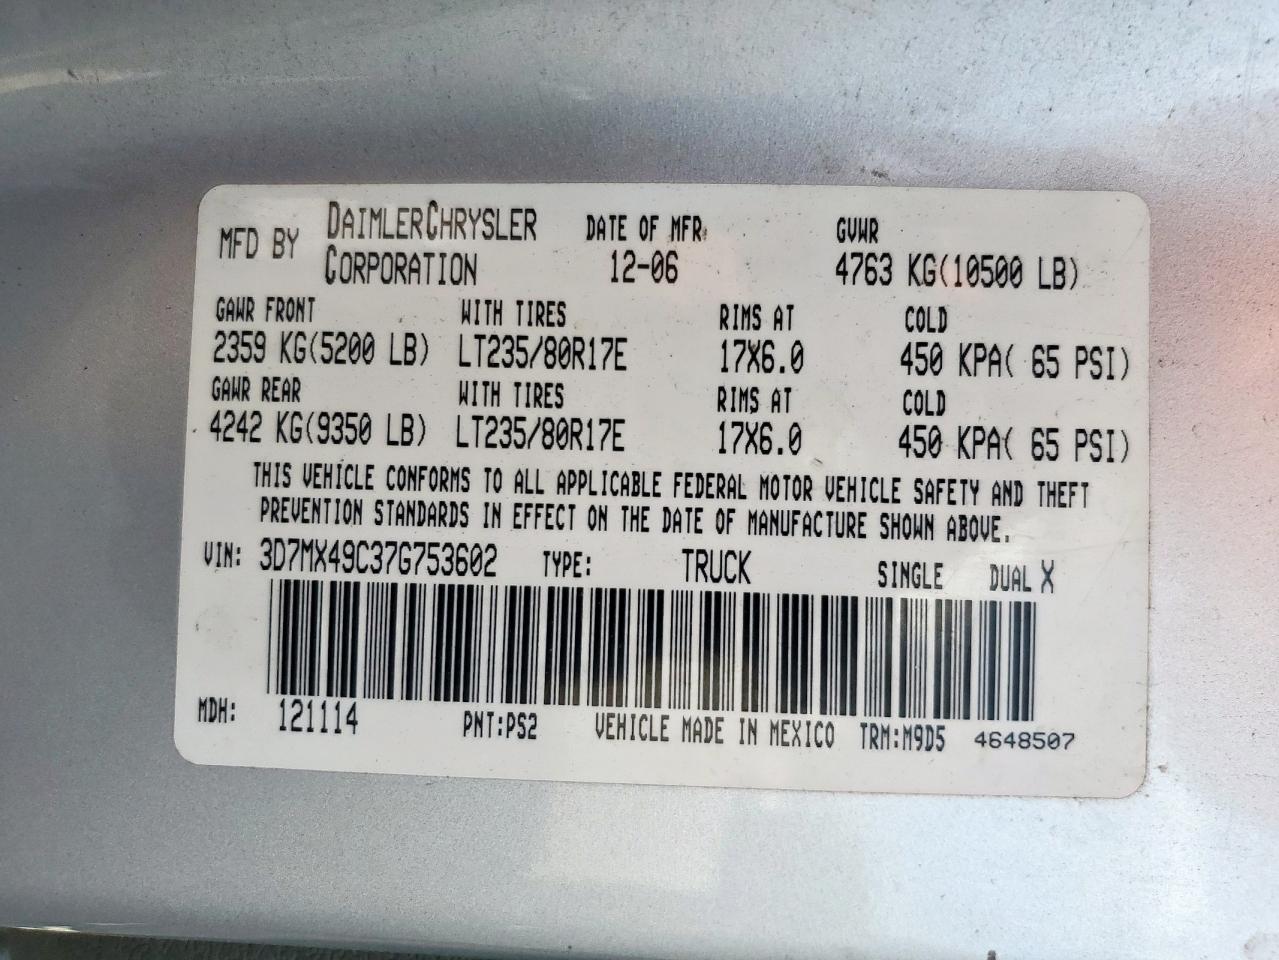 MFD BY DAIMLERCHRYSLER CORPORATION DATE OF MFR 12-06 GVWR 4763 KG(10500 LB)
GAWR FRONT WITH TIRES RIMS AT COLD
2359 KG(5200 LB) LT235/80R17E 17X6.0 450 KPA( 65 PSI)
GAWR REAR WITH TIRES RIMS AT COLD
4242 KG(9350 LB) LT235/80R17E 17X6.0 450 KPA( 65 PSI)
THIS VEHICLE CONFORMS TO ALL APPLICABLE FEDERAL MOTOR VEHICLE SAFETY AND THEFT
PREVENTION STANDARDS IN EFFECT ON THE DATE OF MANUFACTURE SHOWN ABOVE.
VIN: 3D7MX49C37G753602 TYPE: TRUCK SINGLE DUAL X
MDH: 121114 PNT:PS2 VEHICLE MADE IN MEXICO TRM:M9D5 4648507